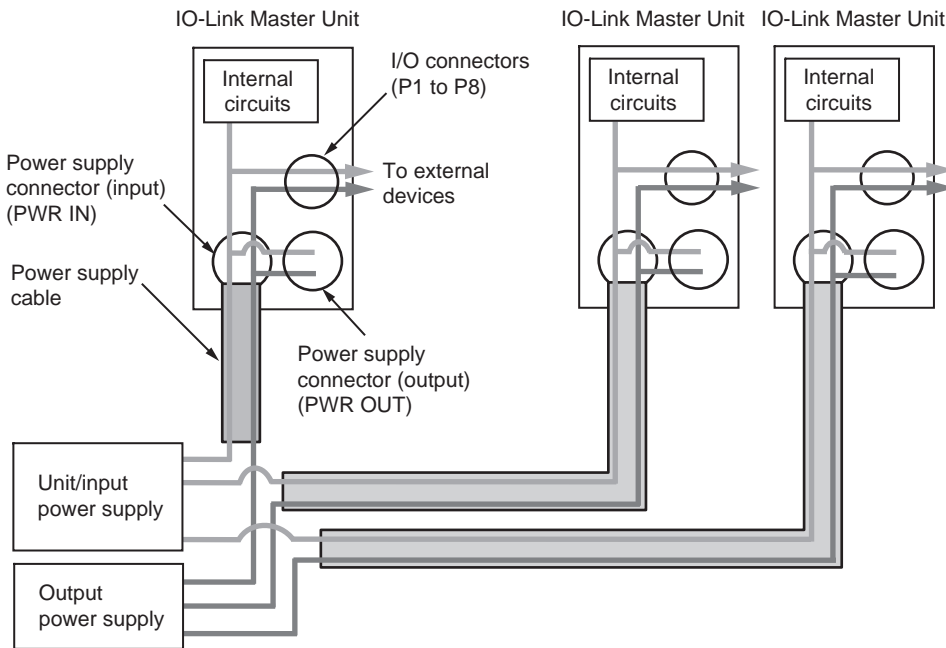 IO-Link Master Unit
IO-Link Master Unit
IO-Link Master Unit
Internal
circuits
I/O connectors
(P1 to P8)
Internal
circuits
Internal
circuits
Power supply
connector (input)
(PWR IN)
To external
devices
Power supply
cable
Power supply
connector (output)
(PWR OUT)
Unit/input
power supply
Output
power supply